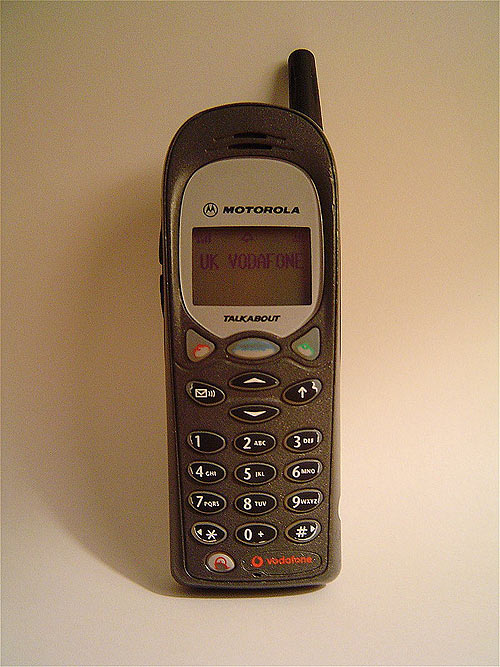 MOTOROLA
UK VODAFONE
TALKABOUT
1 2 ABC 3 DEF
4 GHI 5 JKL 6 MNO
7 PQRS 8 TUV 9 WXYZ
* 0 + #
vodafone